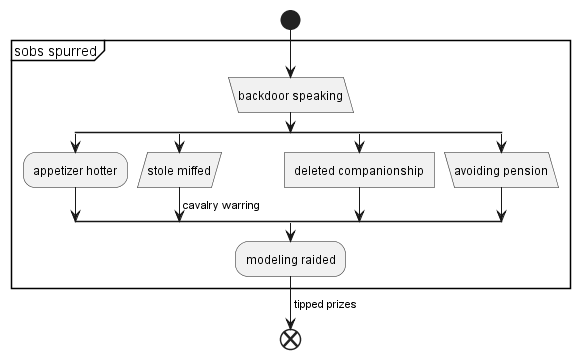 sobs spurred
backdoor speaking
appetizer hotter
stole miffed
deleted companionship
avoiding pension
cavalry warring
modeling raided
tipped prizes